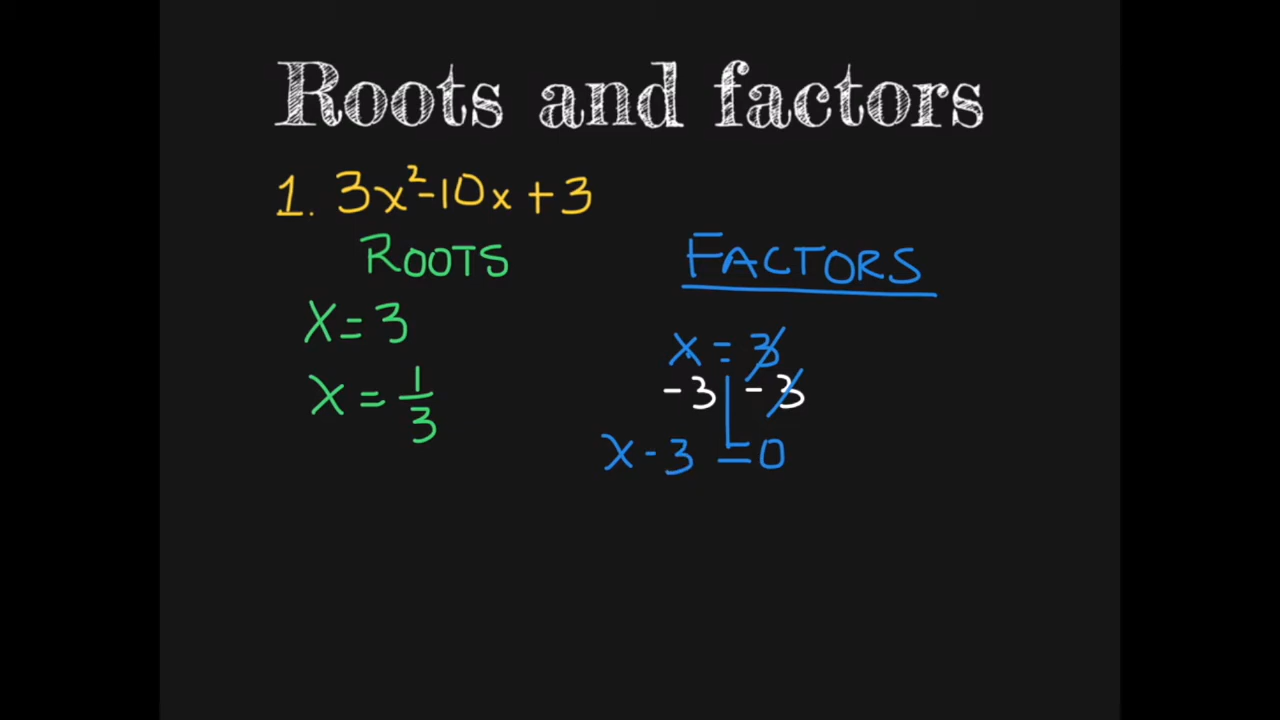 Roots and factors
1. 3x²-10x+3
ROOTS
X=3
X=1/3
FACTORS
x=3
-3 -3
x-3=0